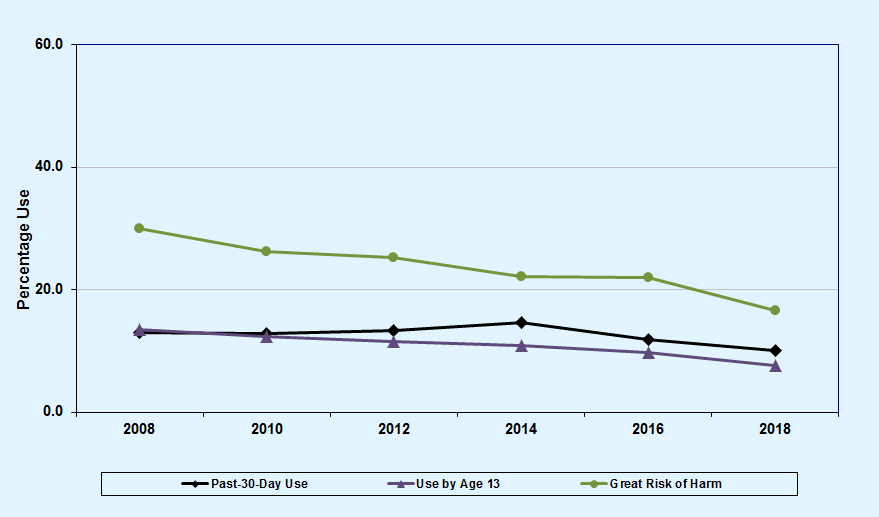 60.0
40.0
20.0
0.0
Percentage Use
2008 2010 2012 2014 2016 2018
Past-30-Day Use Use by Age 13 Great Risk of Harm